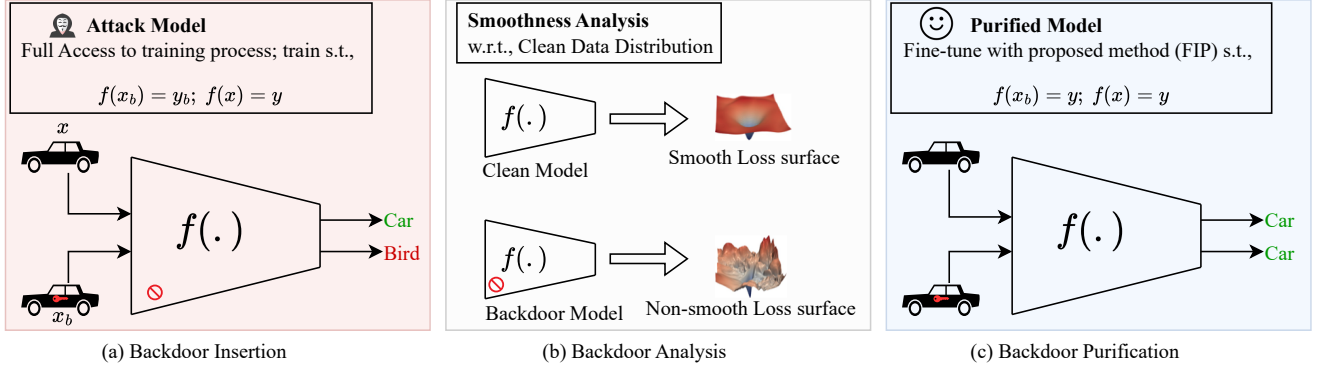 Attack Model
Full Access to training process; train s.t.,
f(x_b) = y_b; f(x) = y
x
f(.)
Car
Bird
x_b
(a) Backdoor Insertion
Smoothness Analysis
w.r.t., Clean Data Distribution
f(.)
Clean Model
Smooth Loss surface
f(.)
Backdoor Model
Non-smooth Loss surface
(b) Backdoor Analysis
Purified Model
Fine-tune with proposed method (FIP) s.t.,
f(x_b) = y; f(x) = y
f(.)
Car
Car
(c) Backdoor Purification